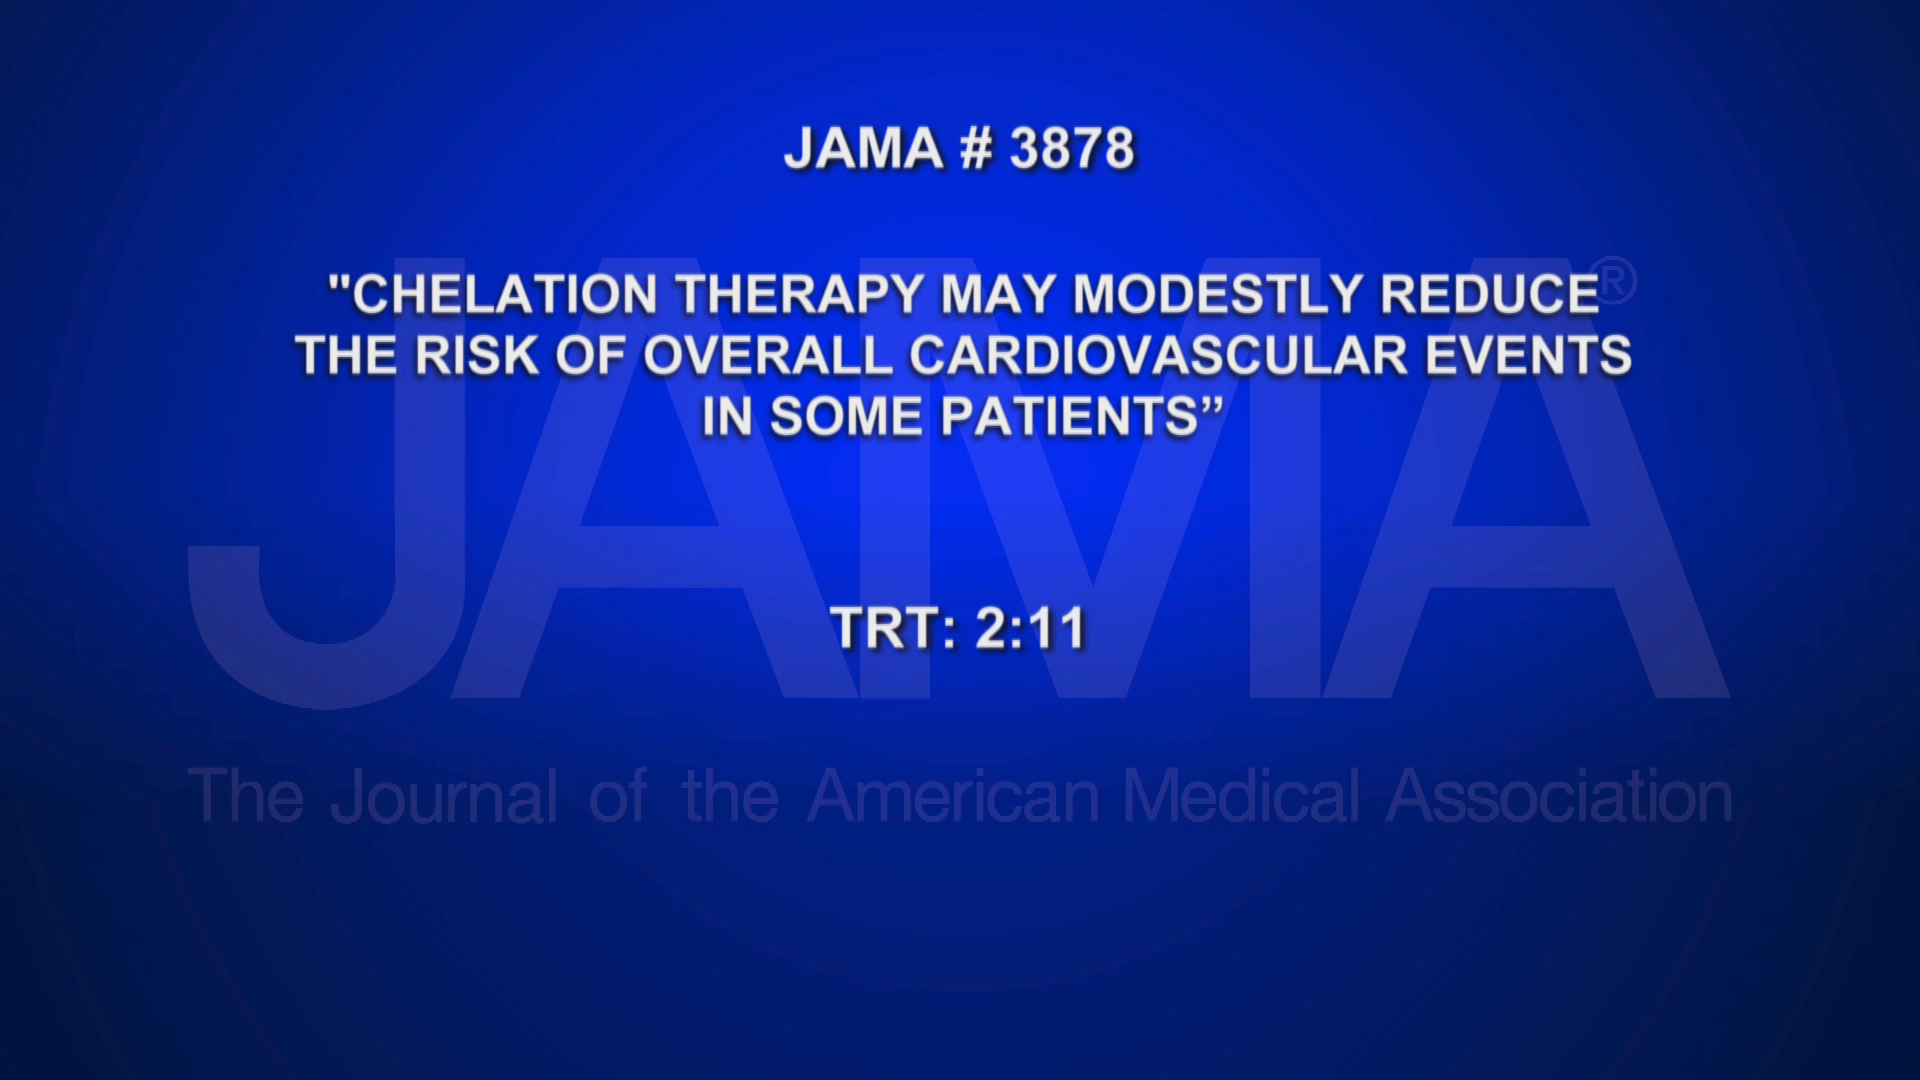 JAMA # 3878
"CHELATION THERAPY MAY MODESTLY REDUCE
THE RISK OF OVERALL CARDIOVASCULAR EVENTS
IN SOME PATIENTS”
TRT: 2:11
JAMA®
The Journal of the American Medical Association